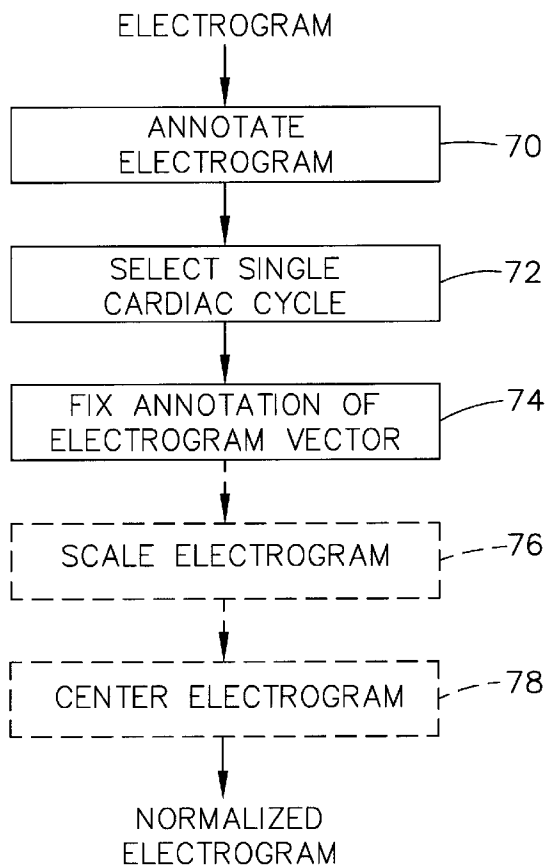 ELECTROGRAM
ANNOTATE
ELECTROGRAM
70
SELECT SINGLE
CARDIAC CYCLE
72
FIX ANNOTATION OF
ELECTROGRAM VECTOR
74
SCALE ELECTROGRAM
76
CENTER ELECTROGRAM
78
NORMALIZED
ELECTROGRAM